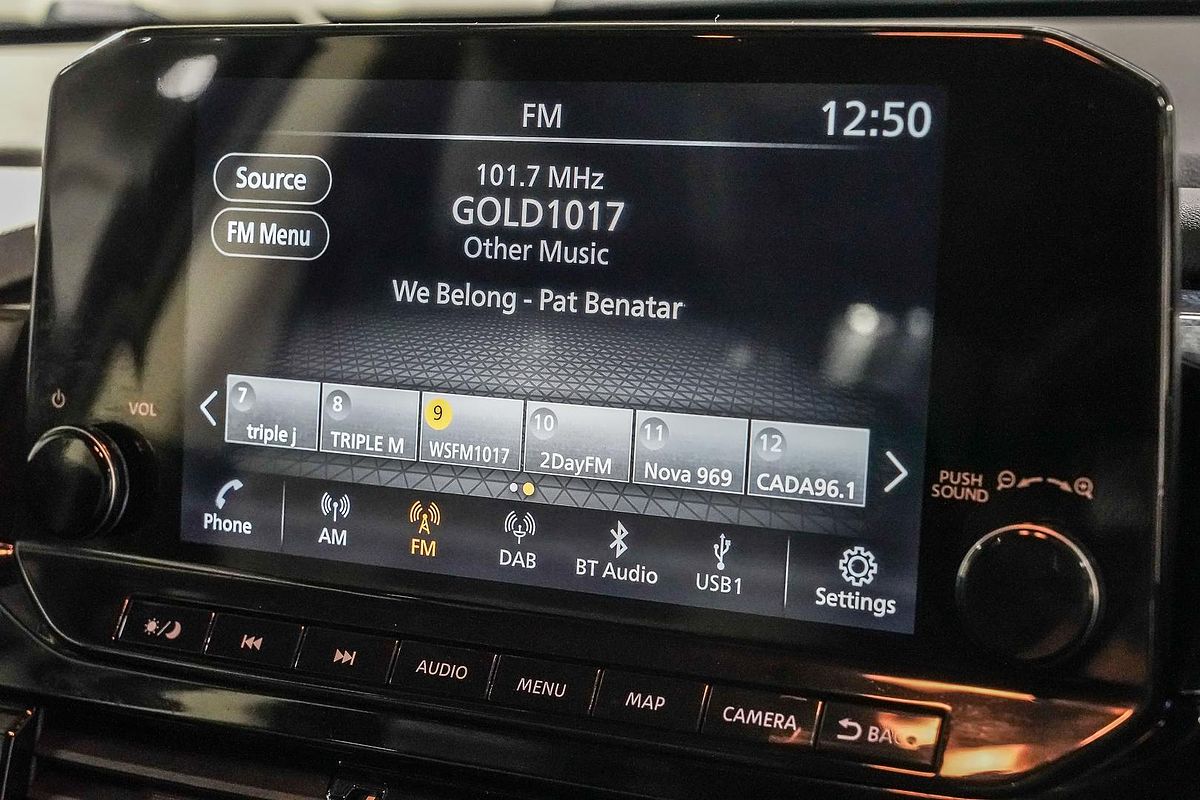 FM
12:50
Source
FM Menu
101.7 MHz
GOLD1017
Other Music
We Belong - Pat Benatar
7
triple j
8
TRIPLE M
9
WSFM1017
10
2DayFM
11
Nova 969
12
CADA96.1
VOL
PUSH
SOUND
Phone
AM
FM
DAB
BT Audio
USB1
Settings
AUDIO
MENU
MAP
CAMERA
BACK